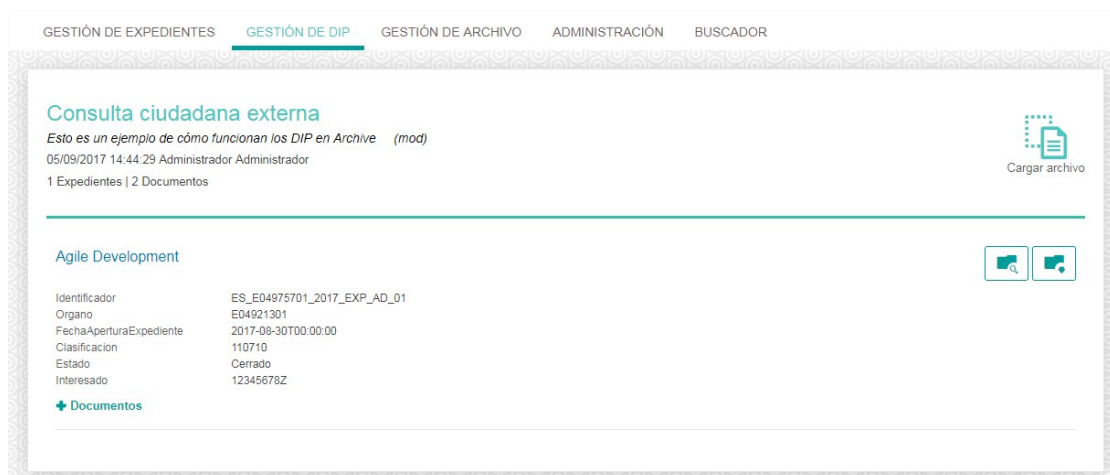 GESTIÓN DE EXPEDIENTES GESTIÓN DE DIP GESTIÓN DE ARCHIVO ADMINISTRACIÓN BUSCADOR
Consulta ciudadana externa
Esto es un ejemplo de cómo funcionan los DIP en Archive (mod)
05/09/2017 14:44:29 Administrador Administrador
1 Expedientes | 2 Documentos
Cargar archivo
Agile Development
Identificador ES_E04975701_2017_EXP_AD_01
Organo E04921301
FechaAperturaExpediente 2017-08-30T00:00:00
Clasificacion 110710
Estado Cerrado
Interesado 12345678Z
Documentos